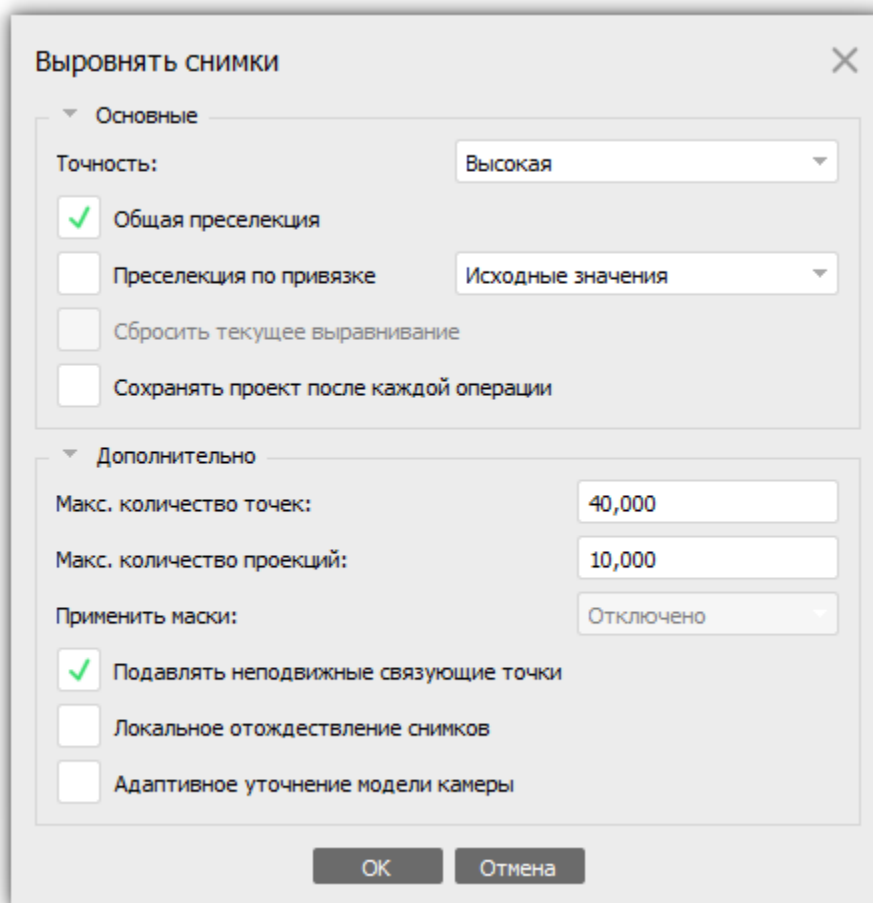 Выровнять снимки
Основные
Точность: Высокая
Общая преселекция
Преселекция по привязке Исходные значения
Сбросить текущее выравнивание
Сохранять проект после каждой операции
Дополнительно
Макс. количество точек: 40,000
Макс. количество проекций: 10,000
Применить маски: Отключено
Подавлять неподвижные связующие точки
Локальное отождествление снимков
Адаптивное уточнение модели камеры
OK Отмена